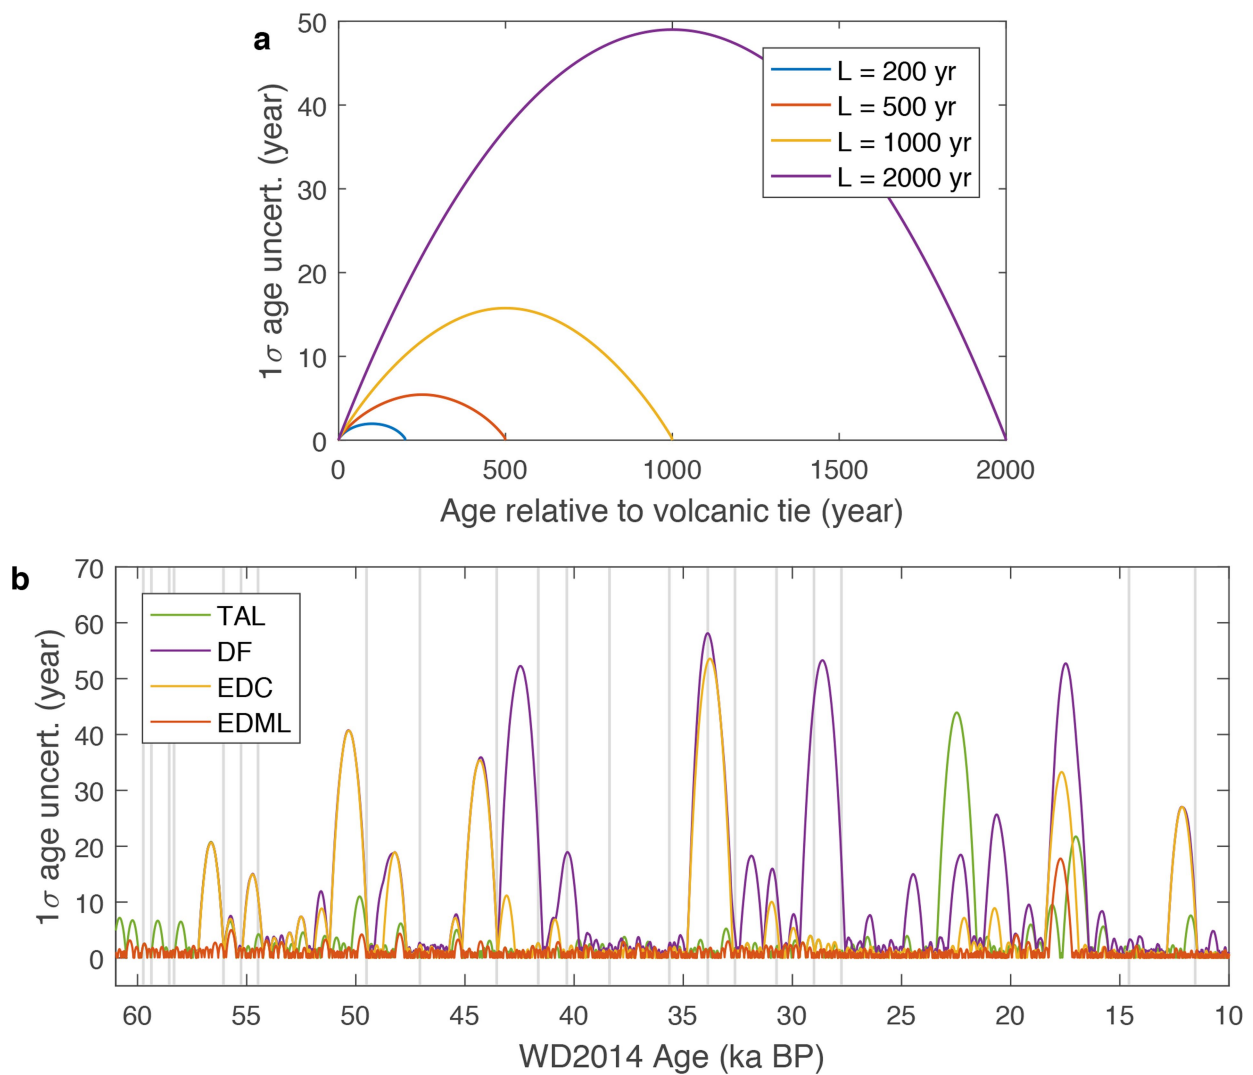 a
1σ age uncert. (year)
50
40
30
20
10
0
L = 200 yr
L = 500 yr
L = 1000 yr
L = 2000 yr
0 500 1000 1500 2000
Age relative to volcanic tie (year)
b
1σ age uncert. (year)
70
60
50
40
30
20
10
0
TAL
DF
EDC
EDML
60 55 50 45 40 35 30 25 20 15 10
WD2014 Age (ka BP)